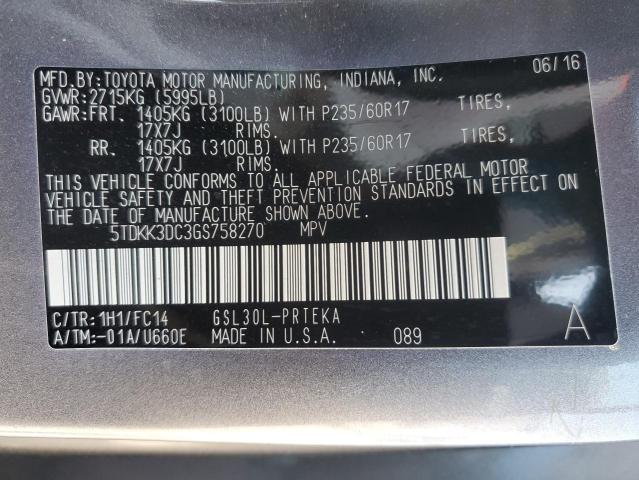 MFD. BY: TOYOTA MOTOR MANUFACTURING, INDIANA, INC. 06/16
GVWR: 2715KG (5995LB)
GAWR: FRT. 1405KG (3100LB) WITH P235/60R17 TIRES,
17X7J RIMS.
RR. 1405KG (3100LB) WITH P235/60R17 TIRES,
17X7J RIMS.
THIS VEHICLE CONFORMS TO ALL APPLICABLE FEDERAL MOTOR
VEHICLE SAFETY AND THEFT PREVENTION STANDARDS IN EFFECT ON
THE DATE OF MANUFACTURE SHOWN ABOVE.
5TDKK3DC3GS758270 MPV
C/TR: 1H1/FC14 GSL30L-PRTEKA
A/TM: -01A/U660E MADE IN U.S.A. 089 A